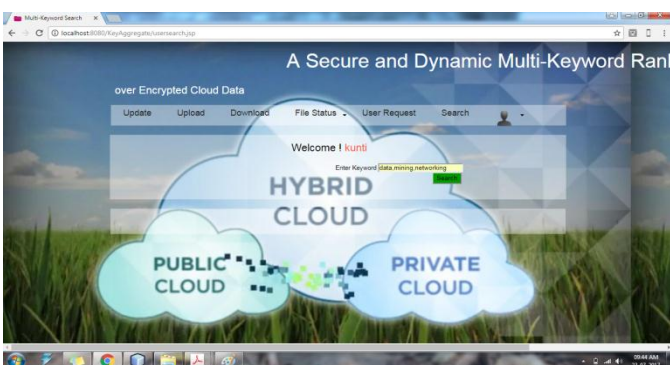 Multi-Keyword Search
localhost:8080/KeyAggregate/usersearch.jsp
A Secure and Dynamic Multi-Keyword Ran
over Encrypted Cloud Data
Update Upload Download File Status User Request Search
Welcome ! kunti
Enter Keyword data,mining,networking
Search
HYBRID
CLOUD
PUBLIC
CLOUD
PRIVATE
CLOUD
09:44 AM